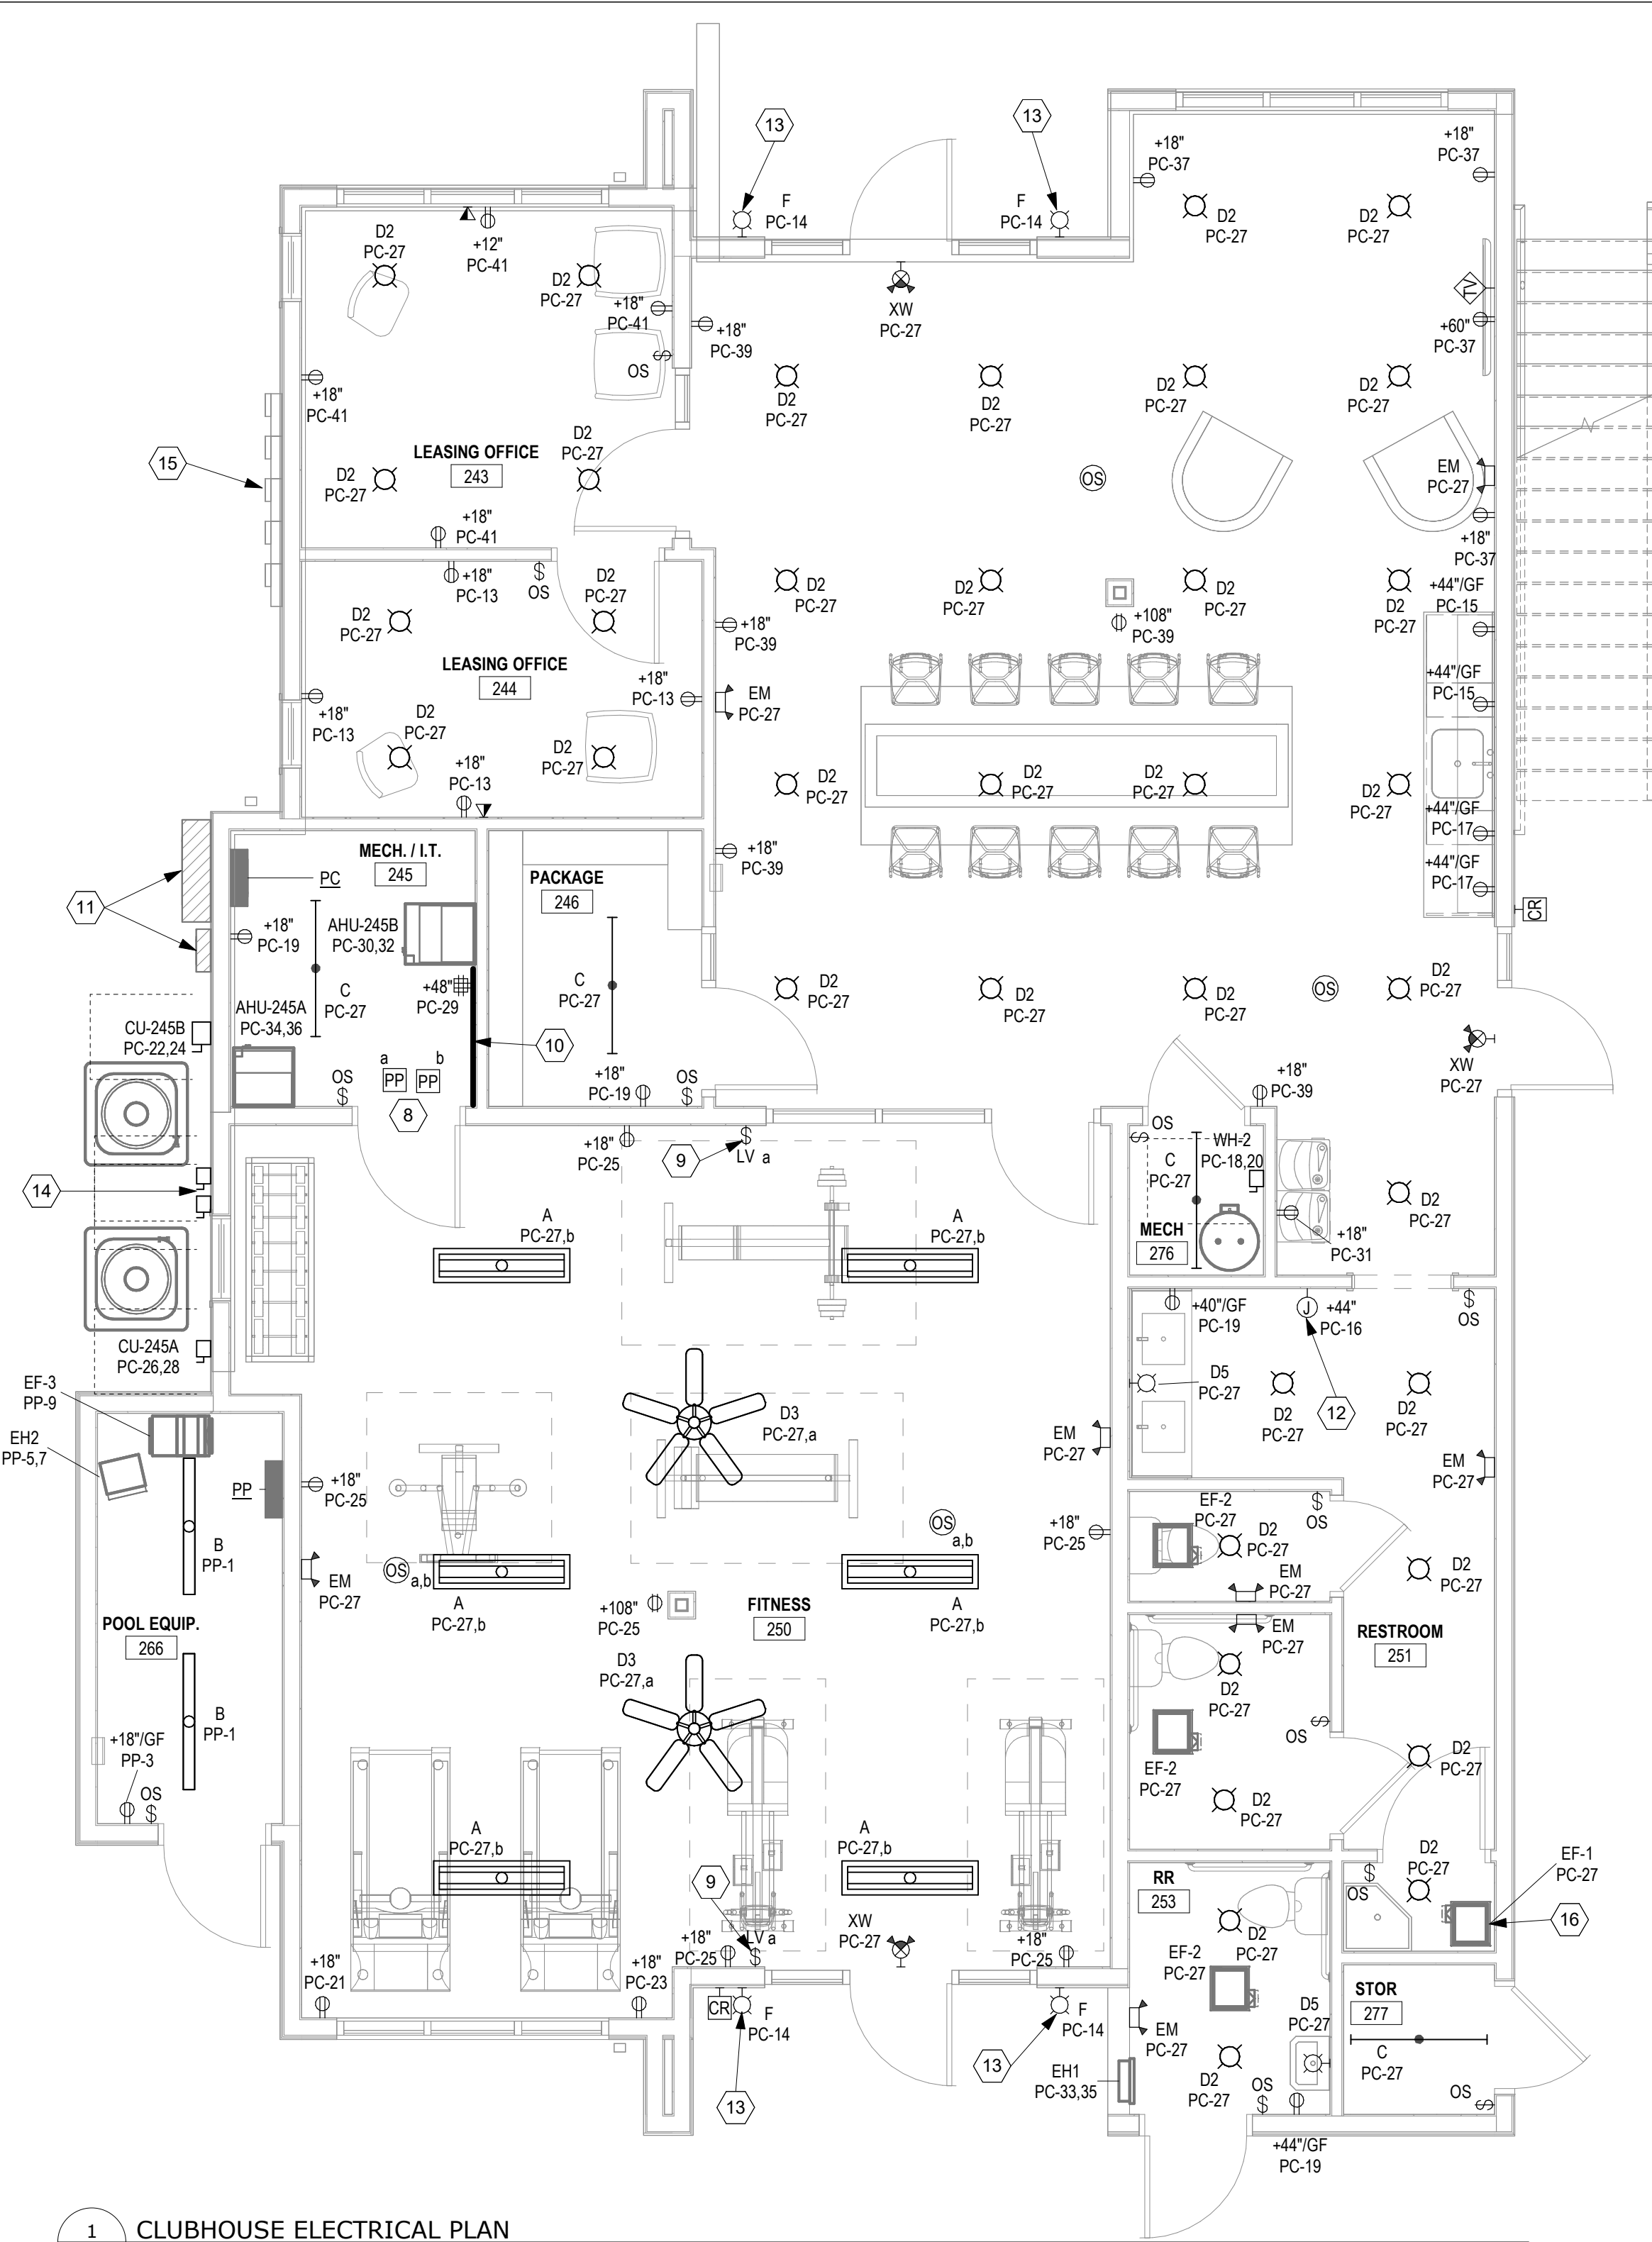 13
13
+18"
PC-37
+18"
PC-37
F
PC-14
F
PC-14
D2
PC-27
D2
PC-27
D2
PC-27
+12"
PC-41
D2
PC-27
+18"
PC-41
XW
PC-27
TV
+60"
PC-37
+18"
PC-39
OS
+18"
PC-41
D2
PC-27
D2
PC-27
D2
PC-27
D2
PC-27
D2
PC-27
LEASING OFFICE
243
15
D2
PC-27
OS
EM
PC-27
+18"
PC-41
+18"
PC-37
+18"
PC-13
OS
D2
PC-27
D2
PC-27
D2
PC-27
D2
PC-27
D2
PC-27
+44"/GF
PC-15
D2
PC-27
D2
PC-27
+108"
PC-39
+18"
PC-39
LEASING OFFICE
244
+18"
PC-13
EM
PC-27
+44"/GF
PC-15
+18"
PC-13
D2
PC-27
D2
PC-27
+18"
PC-13
D2
PC-27
D2
PC-27
D2
PC-27
D2
PC-27
+44"/GF
PC-17
MECH. / I.T.
245
+18"
PC-39
+44"/GF
PC-17
PC
PACKAGE
246
11
CR
+18"
PC-19
AHU-245B
PC-30,32
C
PC-27
+48"
PC-29
C
PC-27
D2
PC-27
D2
PC-27
D2
PC-27
OS
D2
PC-27
AHU-245A
PC-34,36
CU-245B
PC-22,24
10
XW
PC-27
OS
a
b
PP
PP
8
+18"
PC-19
OS
+18"
PC-39
+18"
PC-25
9
LV a
OS
WH-2
PC-18,20
C
PC-27
14
MECH
276
D2
PC-27
+18"
PC-31
A
PC-27,b
A
PC-27,b
+40"/GF
PC-19
J
+44"
PC-16
OS
CU-245A
PC-26,28
EF-3
PP-9
D5
PC-27
D2
PC-27
12
D2
PC-27
D3
PC-27,a
EH2
PP-5,7
EM
PC-27
EM
PC-27
PP
+18"
PC-25
EF-2
PC-27
OS
OS
a,b
+18"
PC-25
D2
PC-27
B
PP-1
OS
a,b
EM
PC-27
EM
PC-27
D2
PC-27
A
PC-27,b
+108"
PC-25
FITNESS
250
A
PC-27,b
EM
PC-27
POOL EQUIP.
266
RESTROOM
251
D3
PC-27,a
D2
PC-27
B
PP-1
+18"/GF
PP-3
OS
OS
EF-2
PC-27
D2
PC-27
D2
PC-27
A
PC-27,b
A
PC-27,b
D2
PC-27
EF-1
PC-27
RR
253
OS
9
16
XW
PC-27
LV a
+18"
PC-25
+18"
PC-25
D2
PC-27
EF-2
PC-27
+18"
PC-21
+18"
PC-23
STOR
277
CR
F
PC-14
F
PC-14
D5
PC-27
EM
PC-27
C
PC-27
13
13
EH1
PC-33,35
D2
PC-27
OS
OS
+44"/GF
PC-19
1
CLUBHOUSE ELECTRICAL PLAN